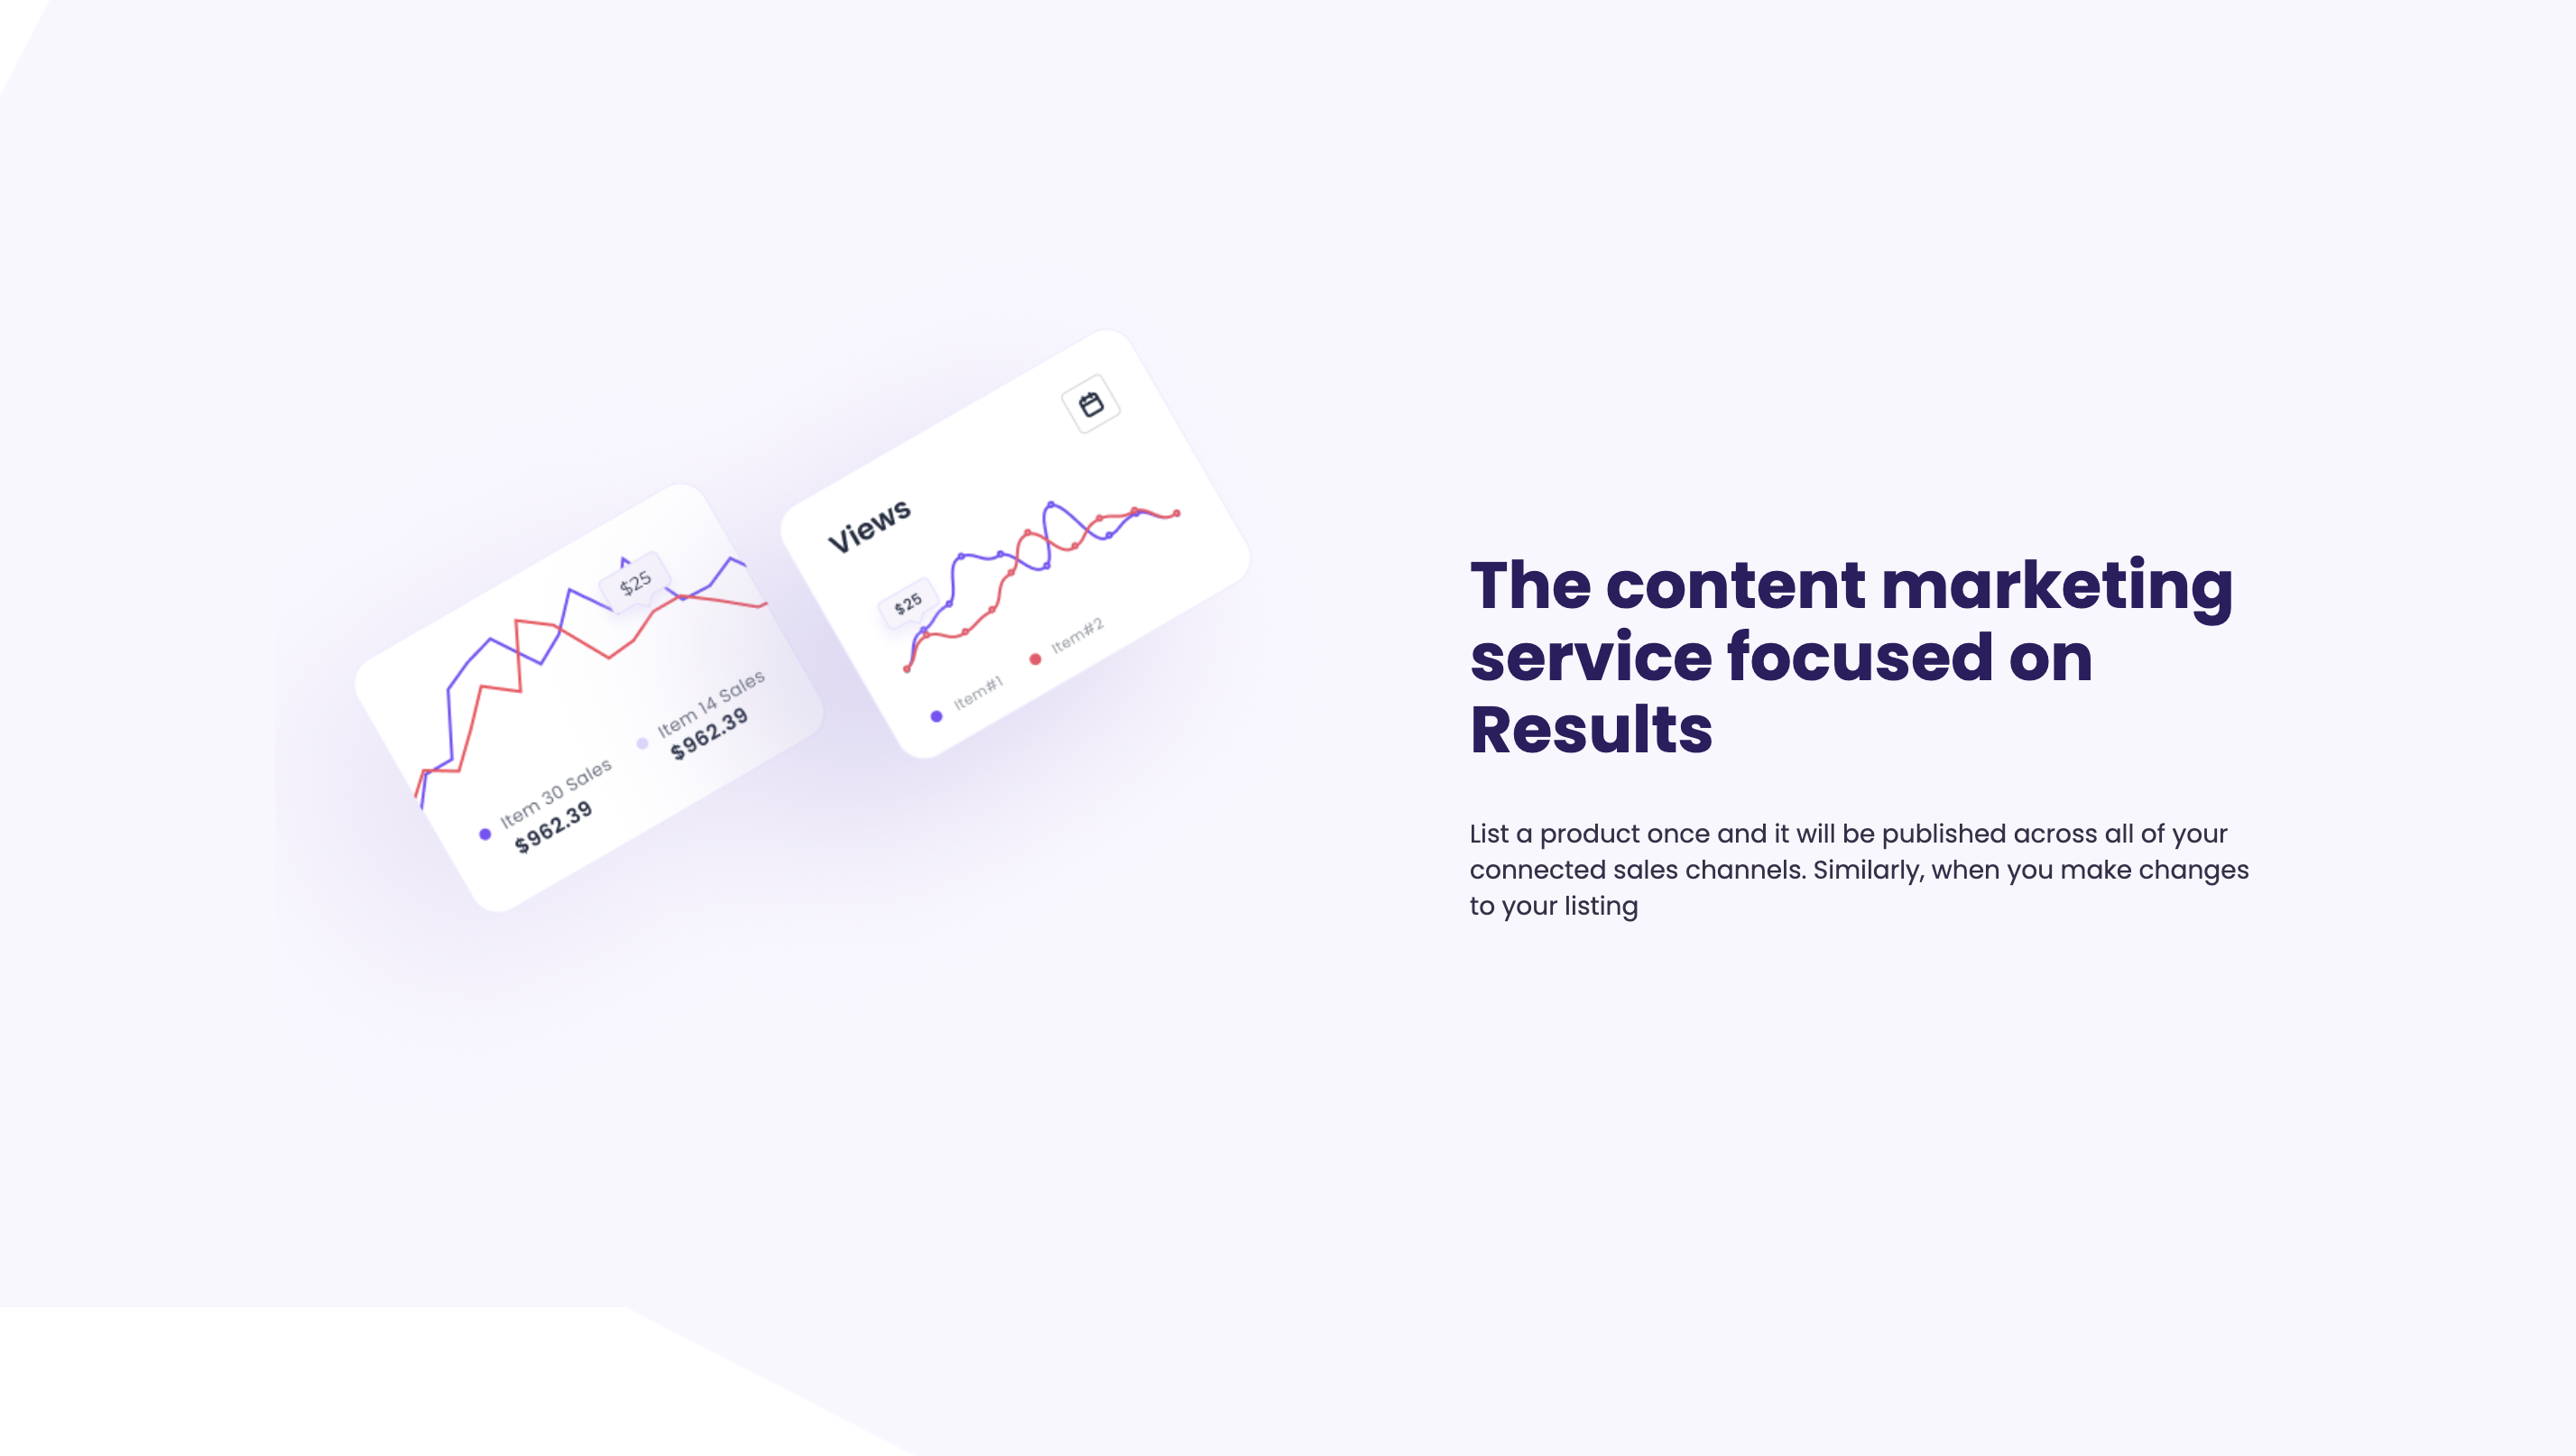 $25
Item 30 Sales
$962.39
Item 14 Sales
$962.39
Views
$25
Item#1
Item#2
The content marketing
service focused on
Results
List a product once and it will be published across all of your
connected sales channels. Similarly, when you make changes
to your listing